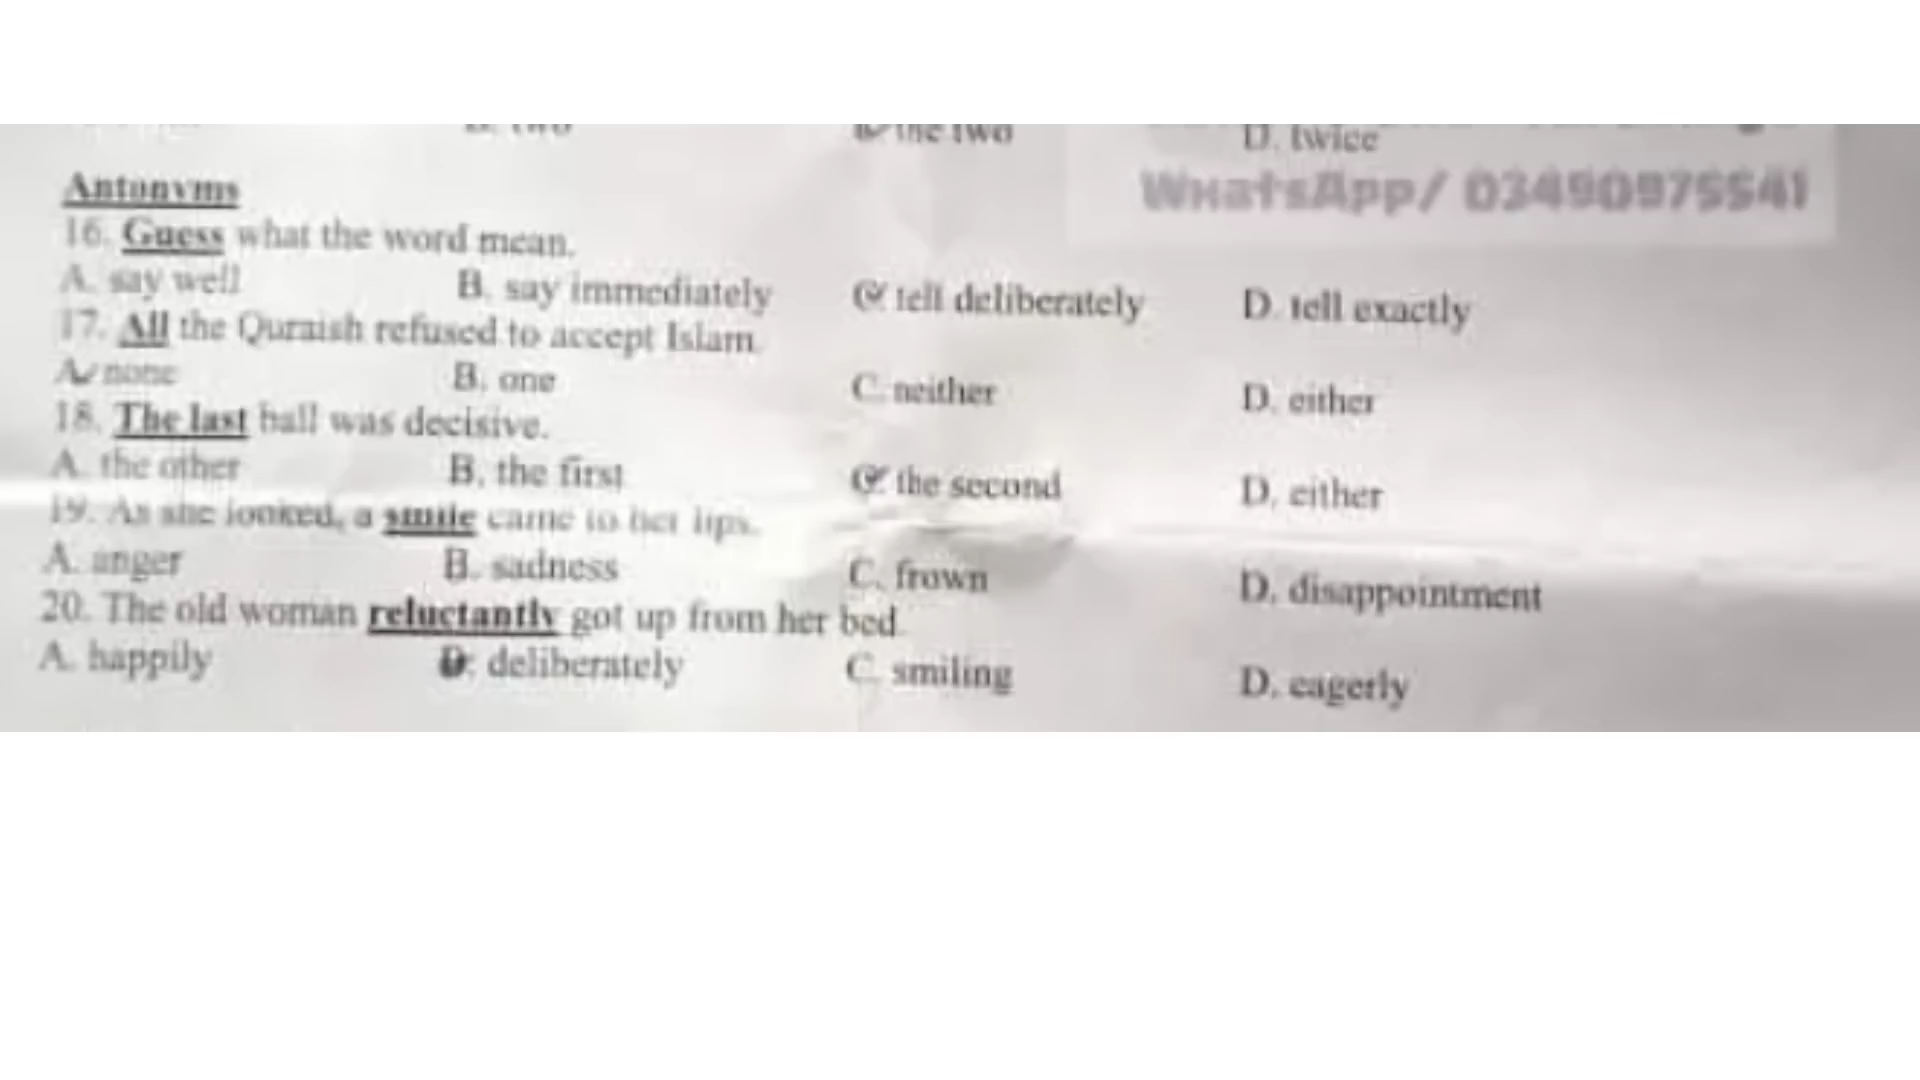 B. two the two D. twice
Antonyms
WHatsApp/ 03490975541
16. Guess what the word mean.
A. say well B. say immediately C. tell deliberately D. tell exactly
17. All the Quraish refused to accept Islam.
A. none B. one C. neither D. either
18. The last ball was decisive.
A. the other B. the first C. the second D. either
19. As she looked, a smile came to her lips.
A. anger B. sadness C. frown D. disappointment
20. The old woman reluctantly got up from her bed.
A. happily B. deliberately C. smiling D. eagerly